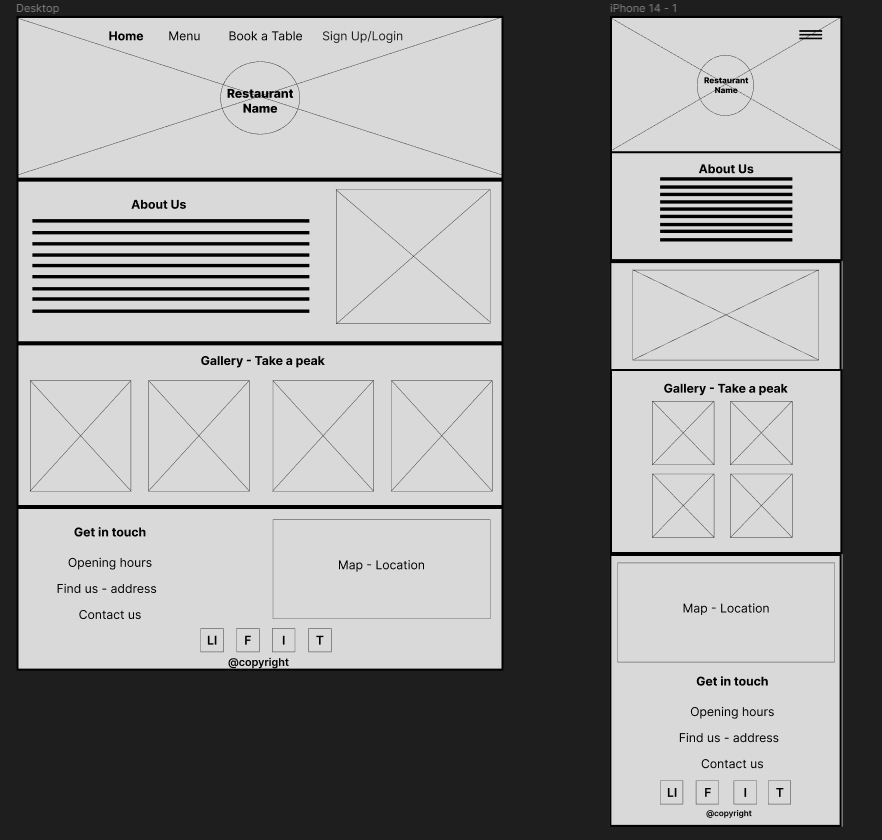 Desktop
Home Menu Book a Table Sign Up/Login
Restaurant
Name
About Us
Gallery - Take a peak
Get in touch
Opening hours
Find us - address
Contact us
Map - Location
LI F I T
@copyright
iPhone 14 - 1
Restaurant
Name
About Us
Gallery - Take a peak
Map - Location
Get in touch
Opening hours
Find us - address
Contact us
LI F I T
@copyright